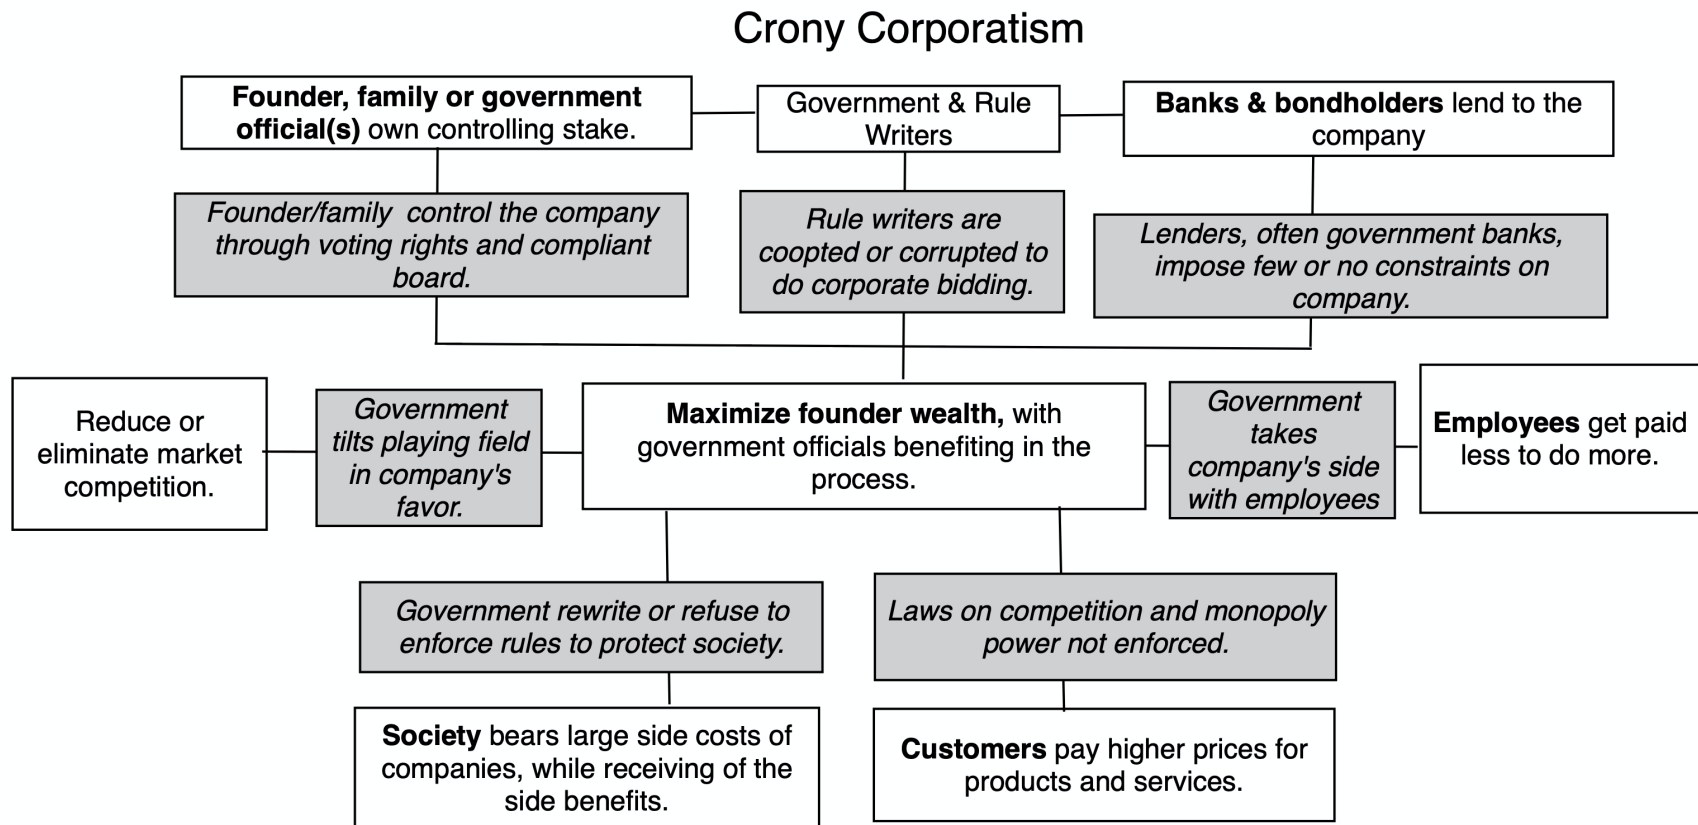 Crony Corporatism
Founder, family or government
official(s) own controlling stake.
Government & Rule
Writers
Banks & bondholders lend to the
company
Founder/family control the company
through voting rights and compliant
board.
Rule writers are
coopted or corrupted to
do corporate bidding.
Lenders, often government banks,
impose few or no constraints on
company.
Reduce or
eliminate market
competition.
Government
tilts playing field
in company's
favor.
Maximize founder wealth, with
government officials benefiting in the
process.
Government
takes
company's side
with employees
Employees get paid
less to do more.
Government rewrite or refuse to
enforce rules to protect society.
Laws on competition and monopoly
power not enforced.
Society bears large side costs of
companies, while receiving of the
side benefits.
Customers pay higher prices for
products and services.